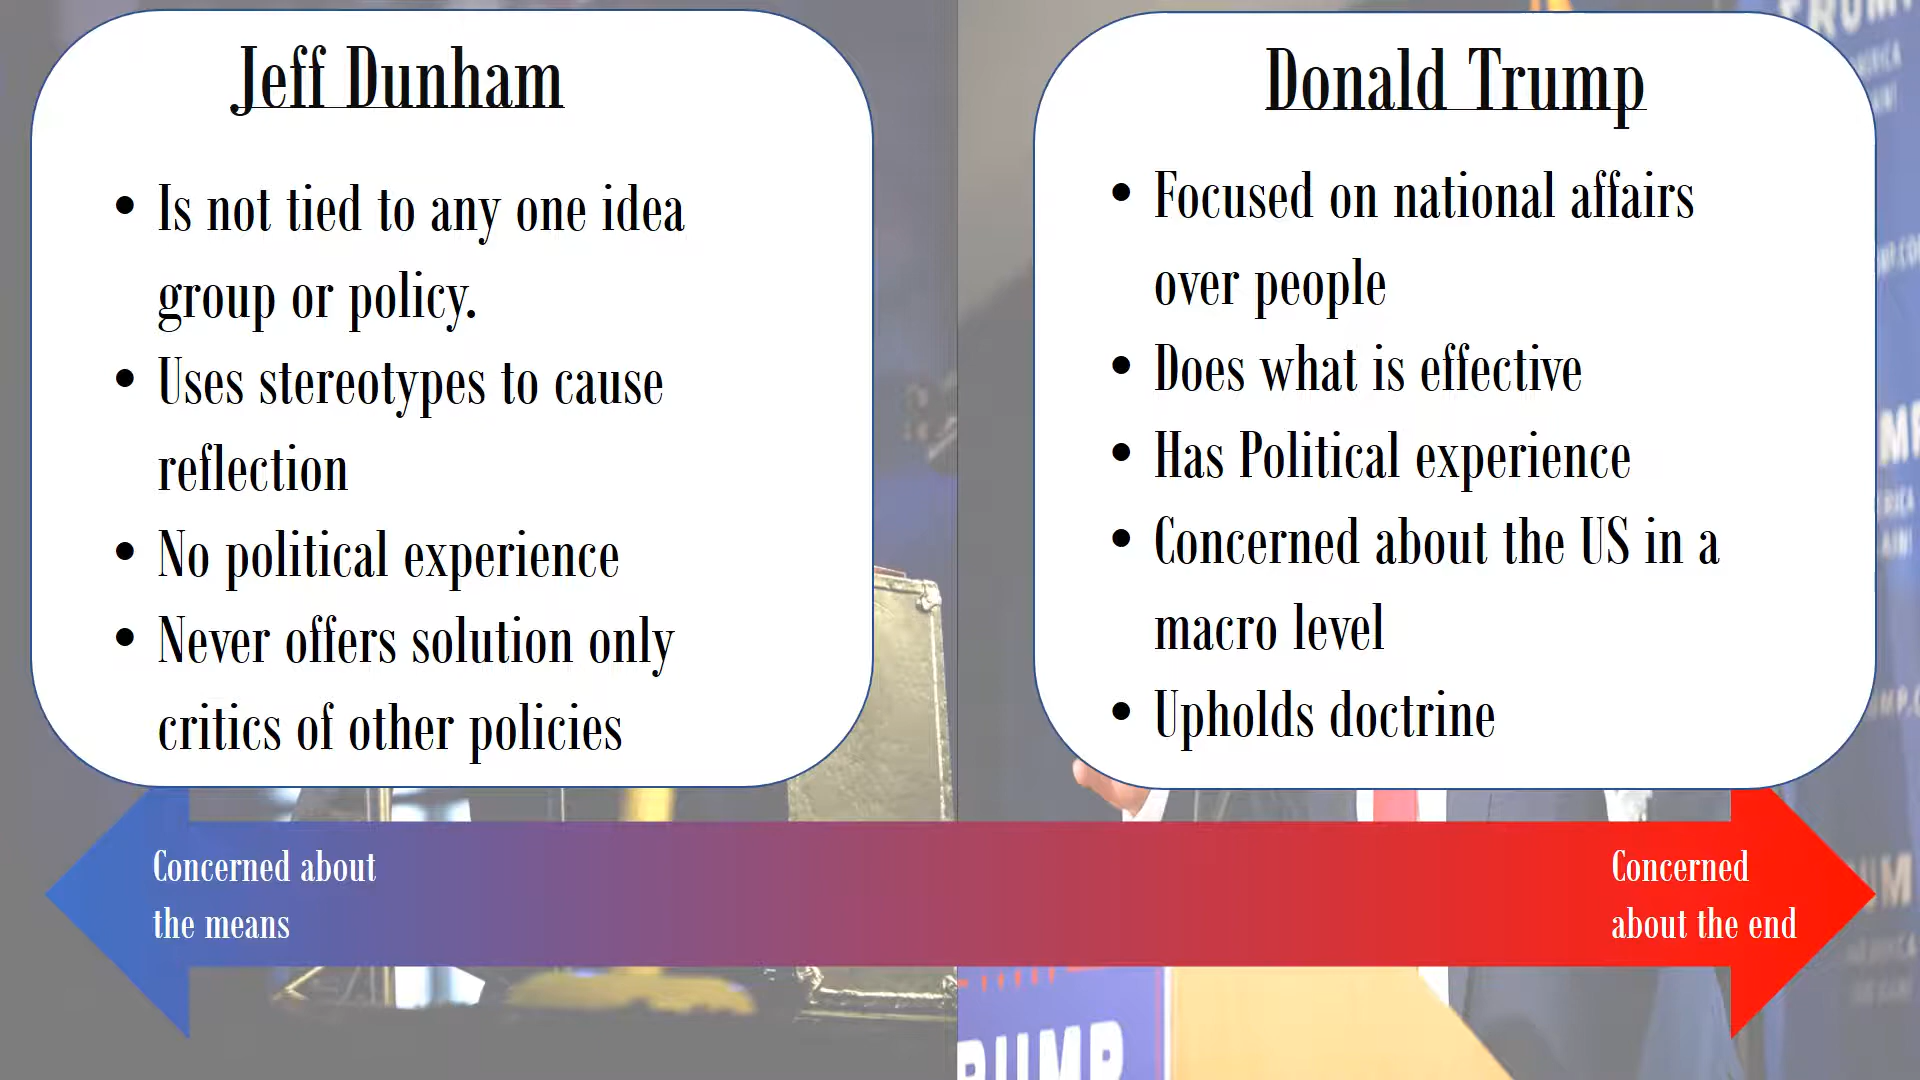 Jeff Dunham
• Is not tied to any one idea
group or policy.
• Uses stereotypes to cause
reflection
• No political experience
• Never offers solution only
critics of other policies
Donald Trump
• Focused on national affairs
over people
• Does what is effective
• Has Political experience
• Concerned about the US in a
macro level
• Upholds doctrine
Concerned about
the means
Concerned
about the end
TRUMP